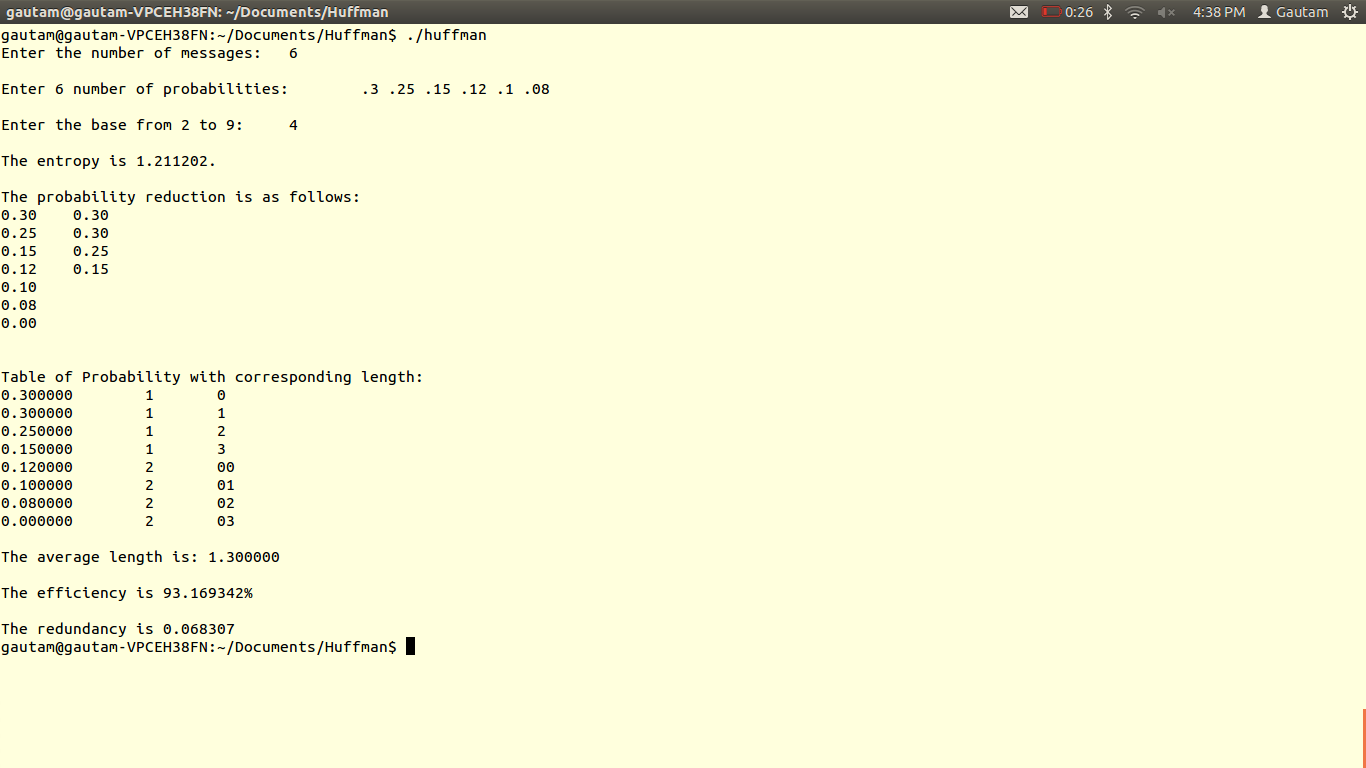 gautam@gautam-VPCEH38FN: ~/Documents/Huffman 0:26 4:38 PM Gautam
gautam@gautam-VPCEH38FN:~/Documents/Huffman$ ./huffman
Enter the number of messages: 6
Enter 6 number of probabilities: .3 .25 .15 .12 .1 .08
Enter the base from 2 to 9: 4
The entropy is 1.211202.
The probability reduction is as follows:
0.30 0.30
0.25 0.30
0.15 0.25
0.12 0.15
0.10
0.08
0.00
Table of Probability with corresponding length:
0.300000 1 0
0.300000 1 1
0.250000 1 2
0.150000 1 3
0.120000 2 00
0.100000 2 01
0.080000 2 02
0.000000 2 03
The average length is: 1.300000
The efficiency is 93.169342%
The redundancy is 0.068307
gautam@gautam-VPCEH38FN:~/Documents/Huffman$